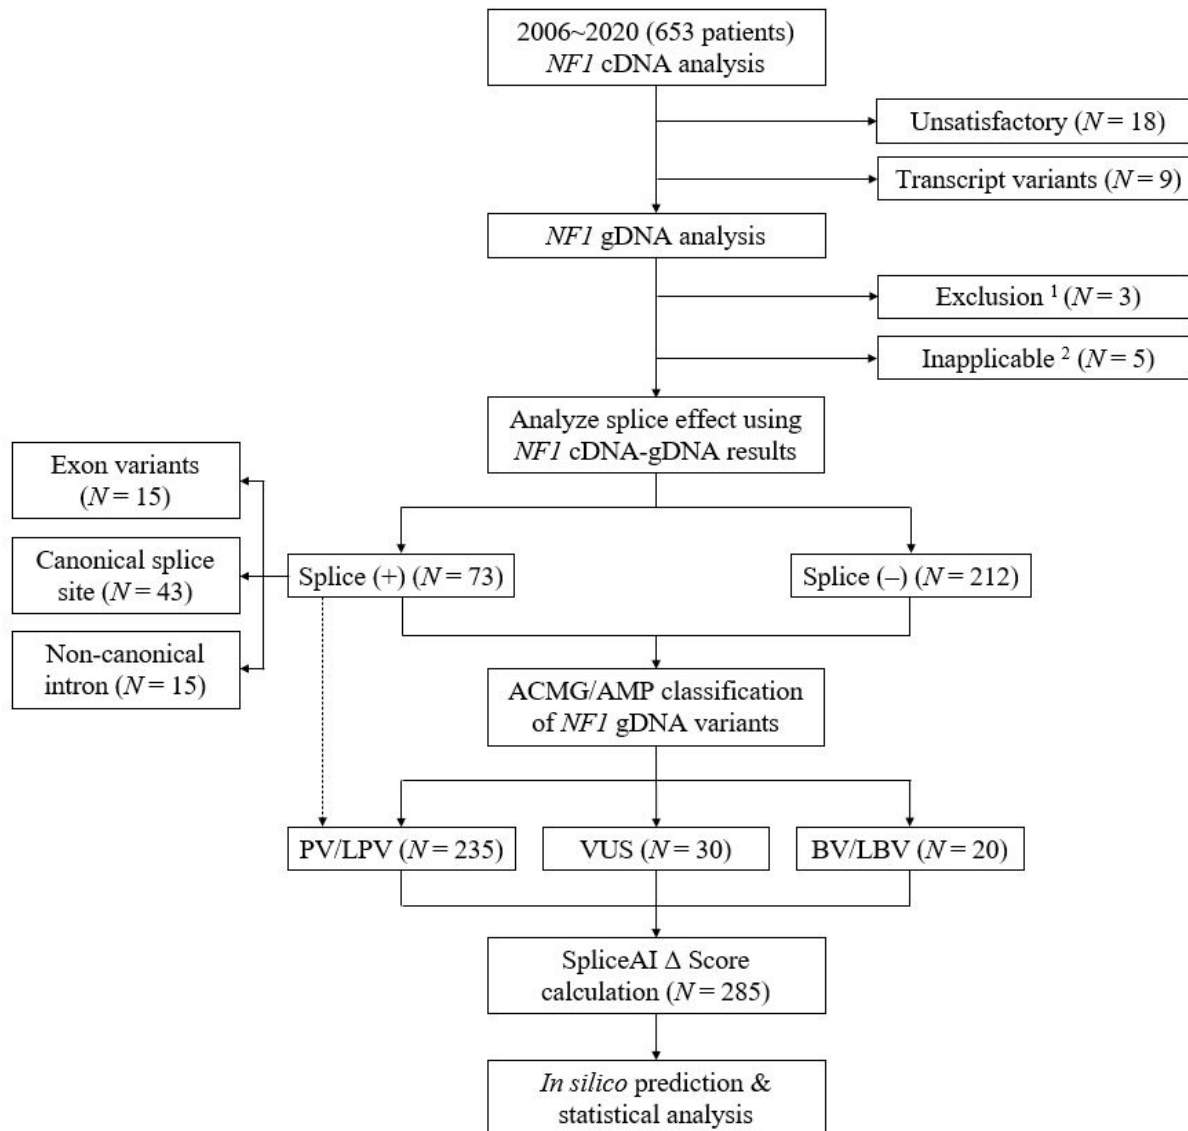 2006~2020 (653 patients)
NF1 cDNA analysis
Unsatisfactory (N = 18)
Transcript variants (N = 9)
NF1 gDNA analysis
Exclusion ¹ (N = 3)
Inapplicable ² (N = 5)
Analyze splice effect using
NF1 cDNA-gDNA results
Exon variants
(N = 15)
Canonical splice
site (N = 43)
Non-canonical
intron (N = 15)
Splice (+) (N = 73)
Splice (–) (N = 212)
ACMG/AMP classification
of NF1 gDNA variants
PV/LPV (N = 235)
VUS (N = 30)
BV/LBV (N = 20)
SpliceAI Δ Score
calculation (N = 285)
In silico prediction &
statistical analysis